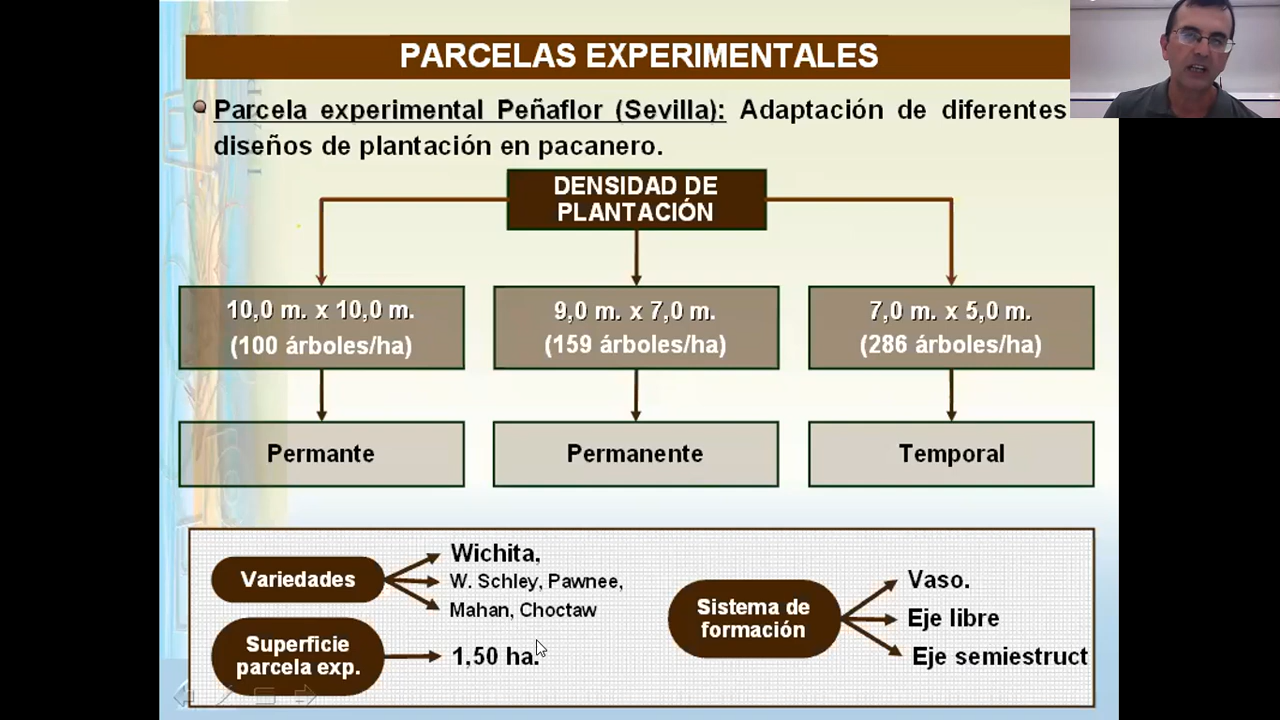 PARCELAS EXPERIMENTALES
Parcela experimental Peñaflor (Sevilla): Adaptación de diferentes
diseños de plantación en pacanero.
DENSIDAD DE
PLANTACIÓN
10,0 m. x 10,0 m.
(100 árboles/ha)
9,0 m. x 7,0 m.
(159 árboles/ha)
7,0 m. x 5,0 m.
(286 árboles/ha)
Permante
Permanente
Temporal
Variedades
Wichita,
W. Schley, Pawnee,
Mahan, Choctaw
Superficie
parcela exp.
1,50 ha.
Sistema de
formación
Vaso.
Eje libre
Eje semiestruct